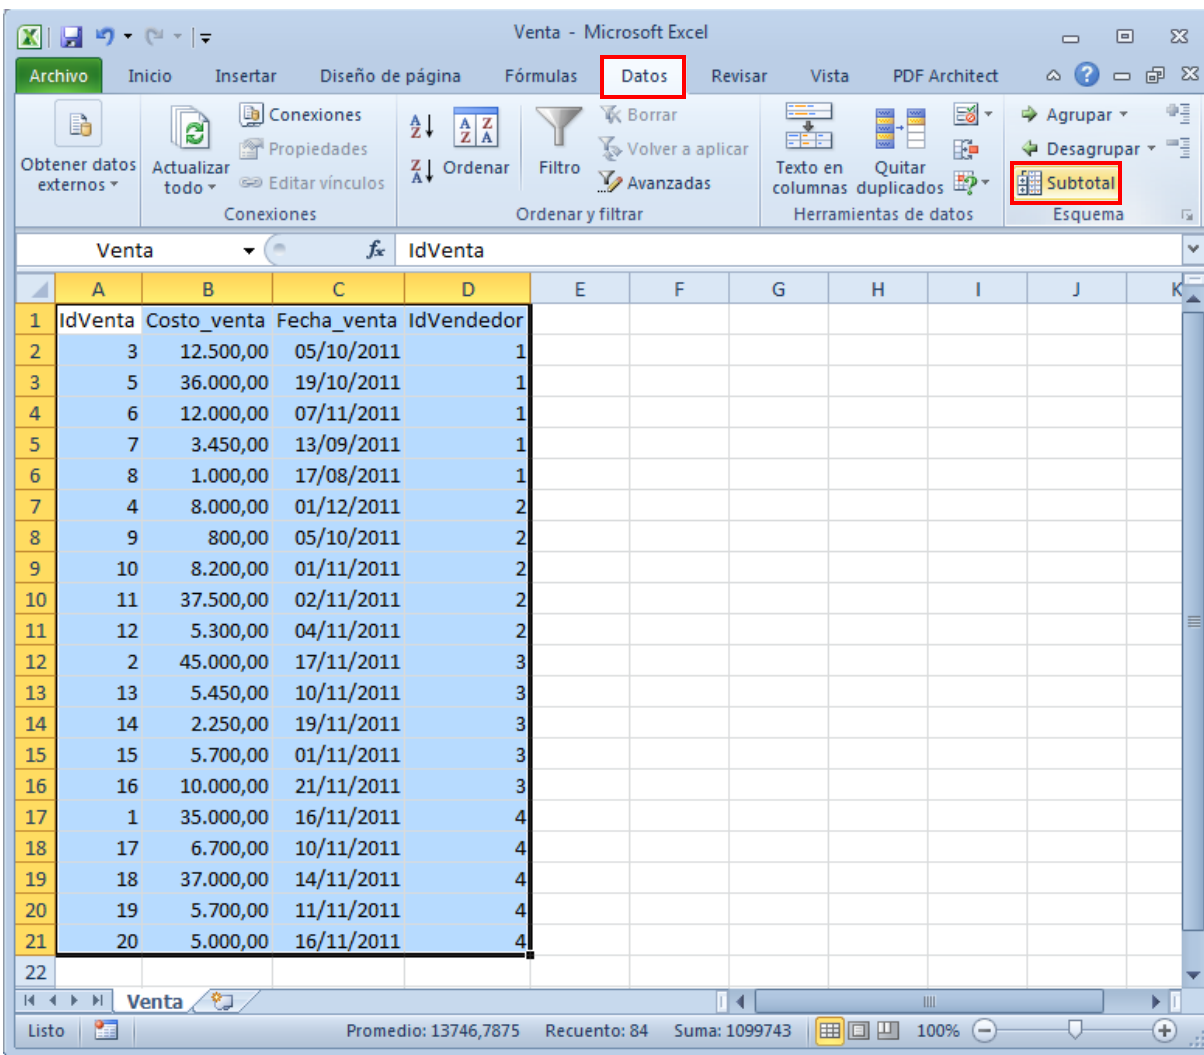 Venta - Microsoft Excel
Archivo Inicio Insertar Diseño de página Fórmulas Datos Revisar Vista PDF Architect
Obtener datos externos
Actualizar todo
Conexiones
Propiedades
Editar vínculos
Conexiones
Ordenar
Filtro
Borrar
Volver a aplicar
Avanzadas
Ordenar y filtrar
Texto en columnas
Quitar duplicados
Herramientas de datos
Agrupar
Desagrupar
Subtotal
Esquema
Venta fx IdVenta
A B C D E F G H I J K
1 IdVenta Costo_venta Fecha_venta IdVendedor
2 3 12.500,00 05/10/2011 1
3 5 36.000,00 19/10/2011 1
4 6 12.000,00 07/11/2011 1
5 7 3.450,00 13/09/2011 1
6 8 1.000,00 17/08/2011 1
7 4 8.000,00 01/12/2011 2
8 9 800,00 05/10/2011 2
9 10 8.200,00 01/11/2011 2
10 11 37.500,00 02/11/2011 2
11 12 5.300,00 04/11/2011 2
12 2 45.000,00 17/11/2011 3
13 13 5.450,00 10/11/2011 3
14 14 2.250,00 19/11/2011 3
15 15 5.700,00 01/11/2011 3
16 16 10.000,00 21/11/2011 3
17 1 35.000,00 16/11/2011 4
18 17 6.700,00 10/11/2011 4
19 18 37.000,00 14/11/2011 4
20 19 5.700,00 11/11/2011 4
21 20 5.000,00 16/11/2011 4
22
Venta
Listo Promedio: 13746,7875 Recuento: 84 Suma: 1099743 100%